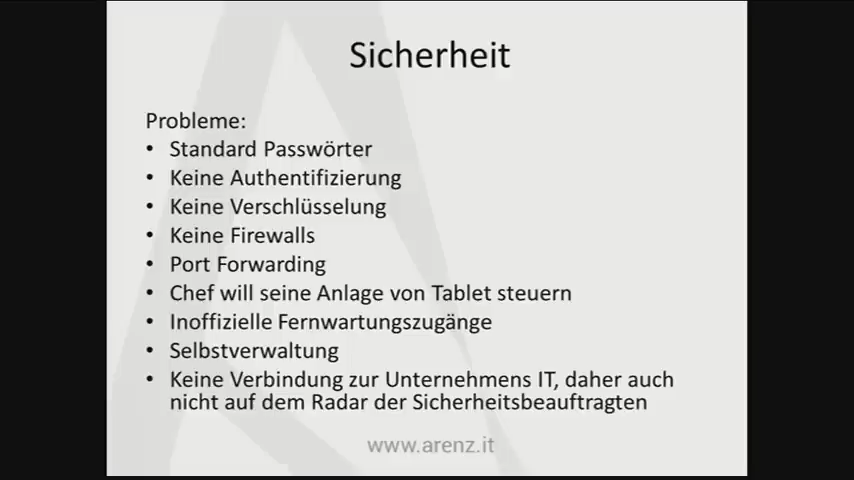 Sicherheit
Probleme:
• Standard Passwörter
• Keine Authentifizierung
• Keine Verschlüsselung
• Keine Firewalls
• Port Forwarding
• Chef will seine Anlage von Tablet steuern
• Inoffizielle Fernwartungszugänge
• Selbstverwaltung
• Keine Verbindung zur Unternehmens IT, daher auch
nicht auf dem Radar der Sicherheitsbeauftragten
www.arenz.it